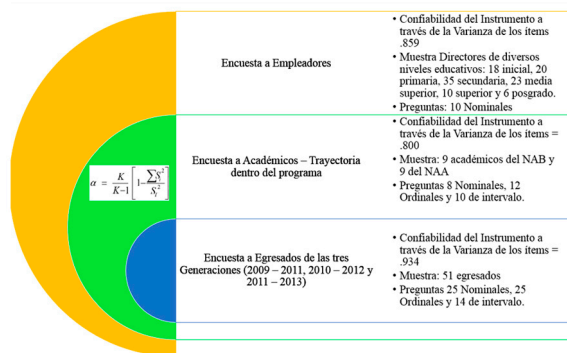 Encuesta a Empleadores
• Confiabilidad del Instrumento a
través de la Varianza de los ítems
.859
• Muestra Directores de diversos
niveles educativos: 18 inicial, 20
primaria, 35 secundaria, 23 media
superior, 10 superior y 6 posgrado.
• Preguntas: 10 Nominales
α = K / K−1 [1− ∑S_i^2 / S_t^2]
Encuesta a Académicos – Trayectoria
dentro del programa
• Confiabilidad del Instrumento a
través de la Varianza de los ítems =
.800
• Muestra: 9 académicos del NAB y
9 del NAA
• Preguntas 8 Nominales, 12
Ordinales y 10 de intervalo.
Encuesta a Egresados de las tres
Generaciones (2009 – 2011, 2010 – 2012 y
2011 – 2013)
• Confiabilidad del Instrumento a
través de la Varianza de los ítems =
.934
• Muestra: 51 egresados
• Preguntas 25 Nominales, 25
Ordinales y 14 de intervalo.